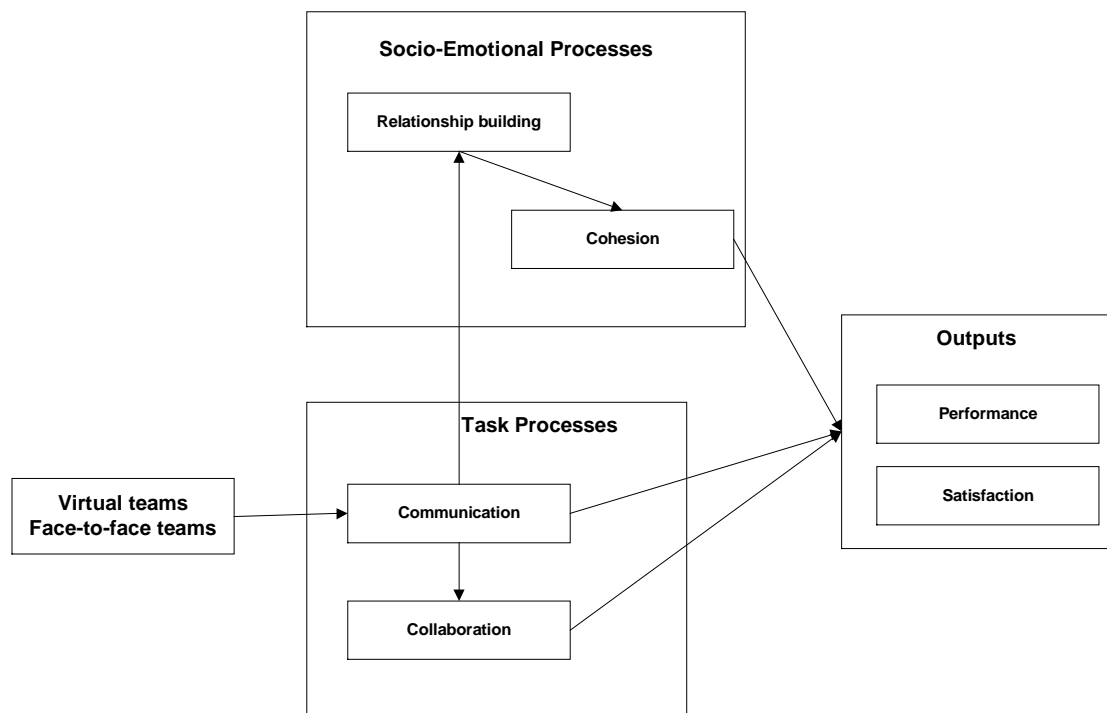 Socio-Emotional Processes
Relationship building
Cohesion
Outputs
Performance
Satisfaction
Task Processes
Communication
Collaboration
Virtual teams
Face-to-face teams